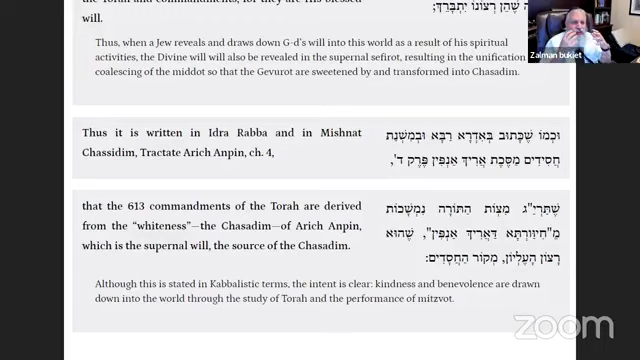 the Torah and commandments, for they are His blessed
will.
ה שֶׁהֵן רְצוֹנוֹ יִתְבָּרֵךְ;
Thus, when a Jew reveals and draws down G-d's will into this world as a result of his spiritual
activities, the Divine will will also be revealed in the supernal sefirot, resulting in the unification,
coalescing of the middot so that the Gevurot are sweetened by and transformed into Chasadim.
Zalman bukiet
Thus it is written in Idra Rabba and in Mishnat
Chassidim, Tractate Arich Anpin, ch. 4,
וּכְמוֹ שֶׁכָּתוּב בְּאִדְרָא רַבָּא וּבְמִשְׁנַת
חֲסִידִים מַסֶּכֶת אֲרִיךְ אַנְפִּין פֶּרֶק ד',
that the 613 commandments of the Torah are derived
from the “whiteness”—the Chasadim—of Arich Anpin,
which is the supernal will, the source of the Chasadim.
שֶׁתַּרְיַ"ג מִצְוֹת הַתּוֹרָה נִמְשָׁכוֹת
מֵ"חִיוַּרְתָּא דַּאֲרִיךְ אַנְפִּין", שֶׁהוּא
רָצוֹן הָעֶלְיוֹן, מְקוֹר הַחֲסָדִים:
Although this is stated in Kabbalistic terms, the intent is clear: kindness and benevolence are drawn
down into the world through the study of Torah and the performance of mitzvot.
zoom